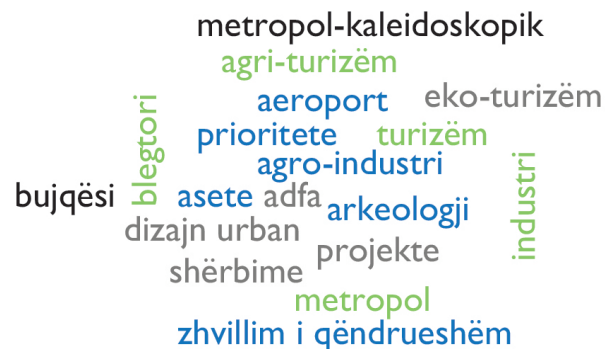 metropol-kaleidoskopik
agri-turizëm
aeroport eko-turizëm
blegtori
prioritete turizëm
agro-industri
industri
bujqësi asete adfa arkeologji
dizajn urban projekte
shërbime
metropol
zhvillim i qëndrueshëm